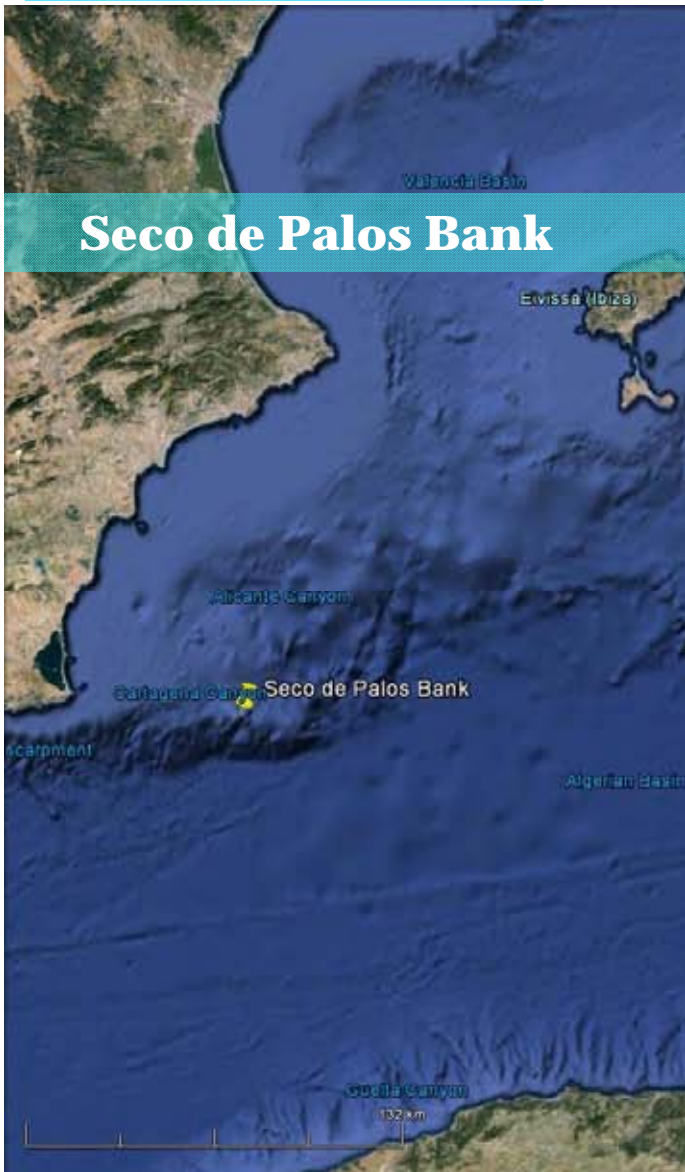 Valencia Basin
Seco de Palos Bank
Eivissa (Ibiza)
Alicante Canyon
Cartagena Canyon
Seco de Palos Bank
scarpment
Algerian Basin
Guelta Canyon
132 km